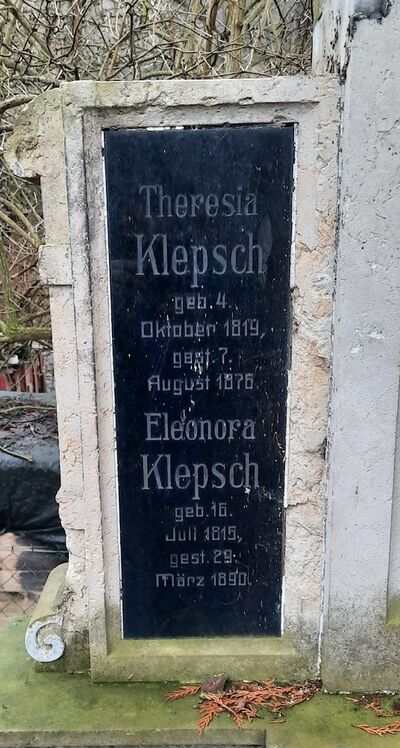 Theresia
Klepsch
geb. 4.
Oktober 1819,
gest. 7.
August 1876.
Eleonora
Klepsch
geb. 16.
Juli 1815,
gest. 29.
März 1890.